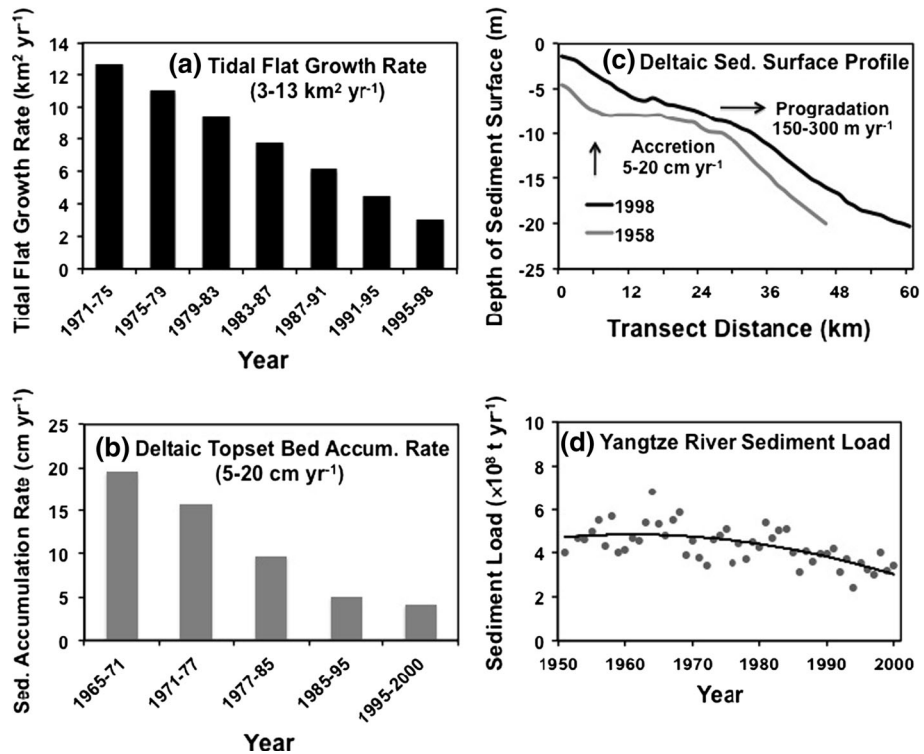 (a) Tidal Flat Growth Rate
(3-13 km² yr⁻¹)
Tidal Flat Growth Rate (km² yr⁻¹)
14
12
10
8
6
4
2
0
1971-75
1975-79
1979-83
1983-87
1987-91
1991-95
1995-98
Year
(c) Deltaic Sed. Surface Profile
Depth of Sediment Surface (m)
0
-5
-10
-15
-20
-25
Progradation
150-300 m yr⁻¹
Accretion
5-20 cm yr⁻¹
1998
1958
0
12
24
36
48
60
Transect Distance (km)
(b) Deltaic Topset Bed Accum. Rate
(5-20 cm yr⁻¹)
Sed. Accumulation Rate (cm yr⁻¹)
25
20
15
10
5
0
1965-71
1971-77
1977-85
1985-95
1995-2000
Year
(d) Yangtze River Sediment Load
Sediment Load (×10⁸ t yr⁻¹)
10
8
6
4
2
0
1950
1960
1970
1980
1990
2000
Year